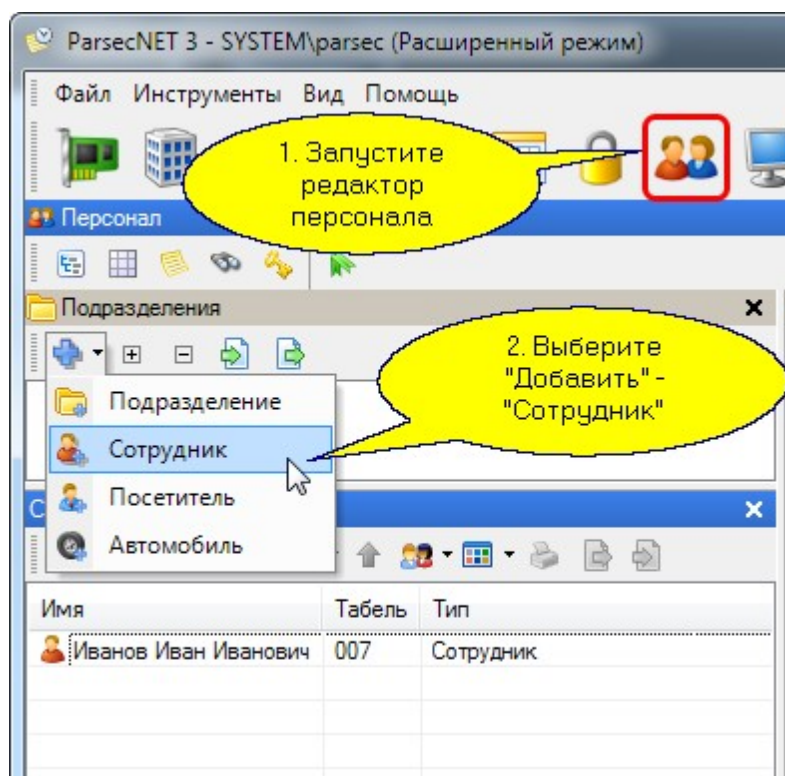 ParsecNET 3 - SYSTEM\parsec (Расширенный режим)
Файл Инструменты Вид Помощь
1. Запустите
редактор
персонала
Персонал
Подразделения
2. Выберите
"Добавить" -
"Сотрудник"
Подразделение
Сотрудник
Посетитель
Автомобиль
Имя Табель Тип
Иванов Иван Иванович 007 Сотрудник